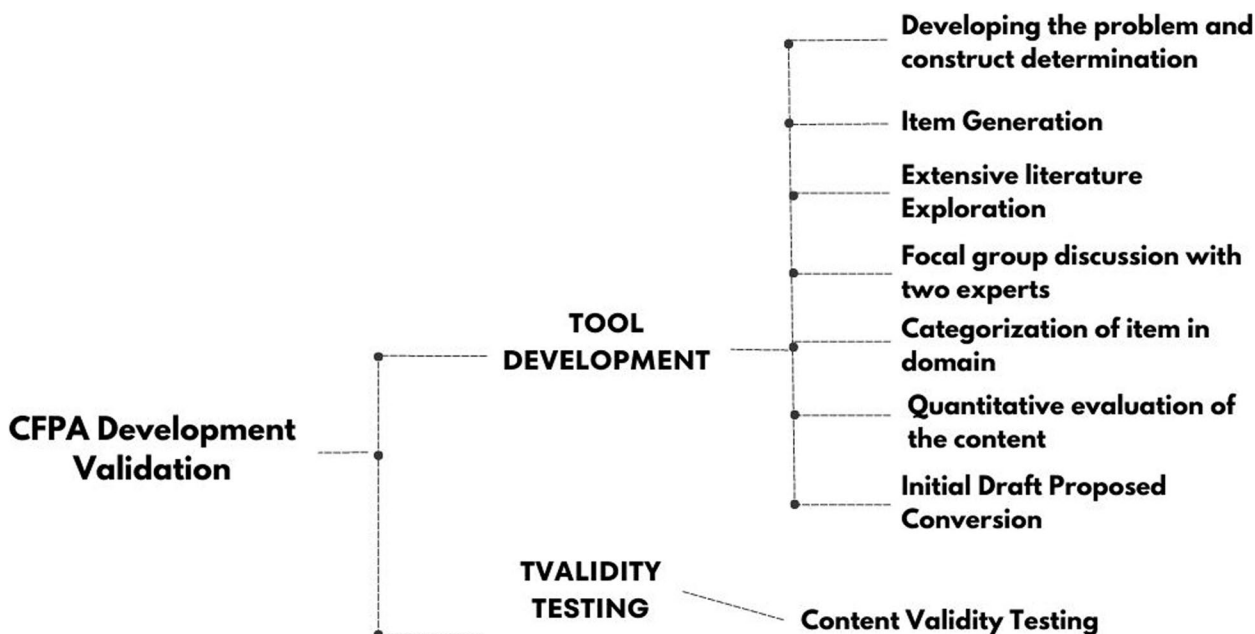 Developing the problem and
construct determination
Item Generation
Extensive literature
Exploration
Focal group discussion with
two experts
TOOL
DEVELOPMENT
Categorization of item in
domain
Quantitative evaluation of
the content
CFPA Development
Validation
Initial Draft Proposed
Conversion
TVALIDITY
TESTING
Content Validity Testing